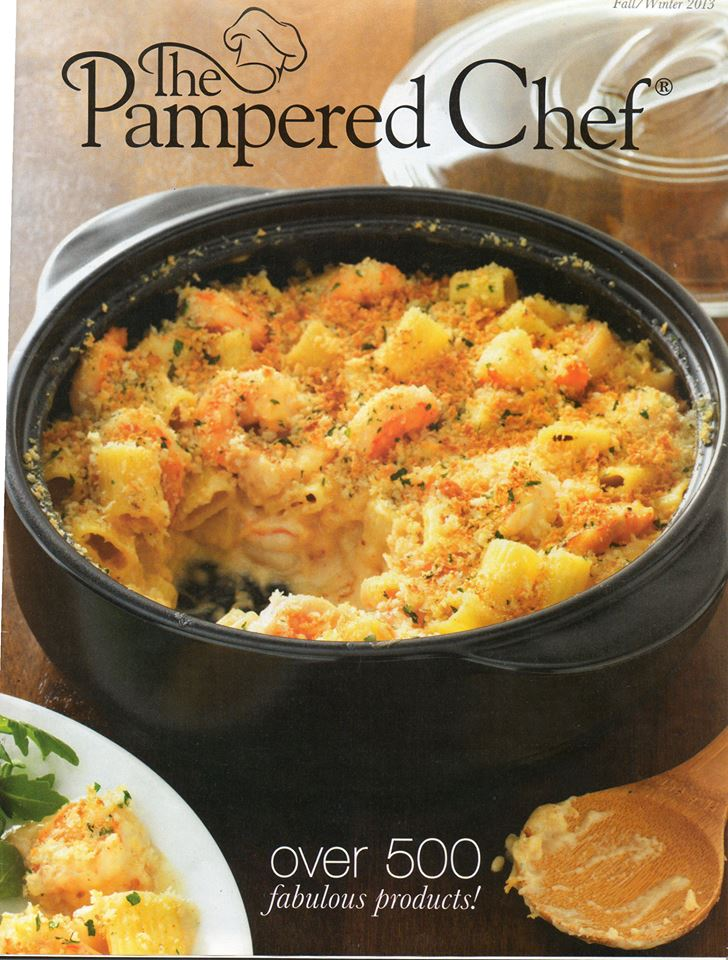 Fall/Winter 2013
The
Pampered Chef®
over 500
fabulous products!